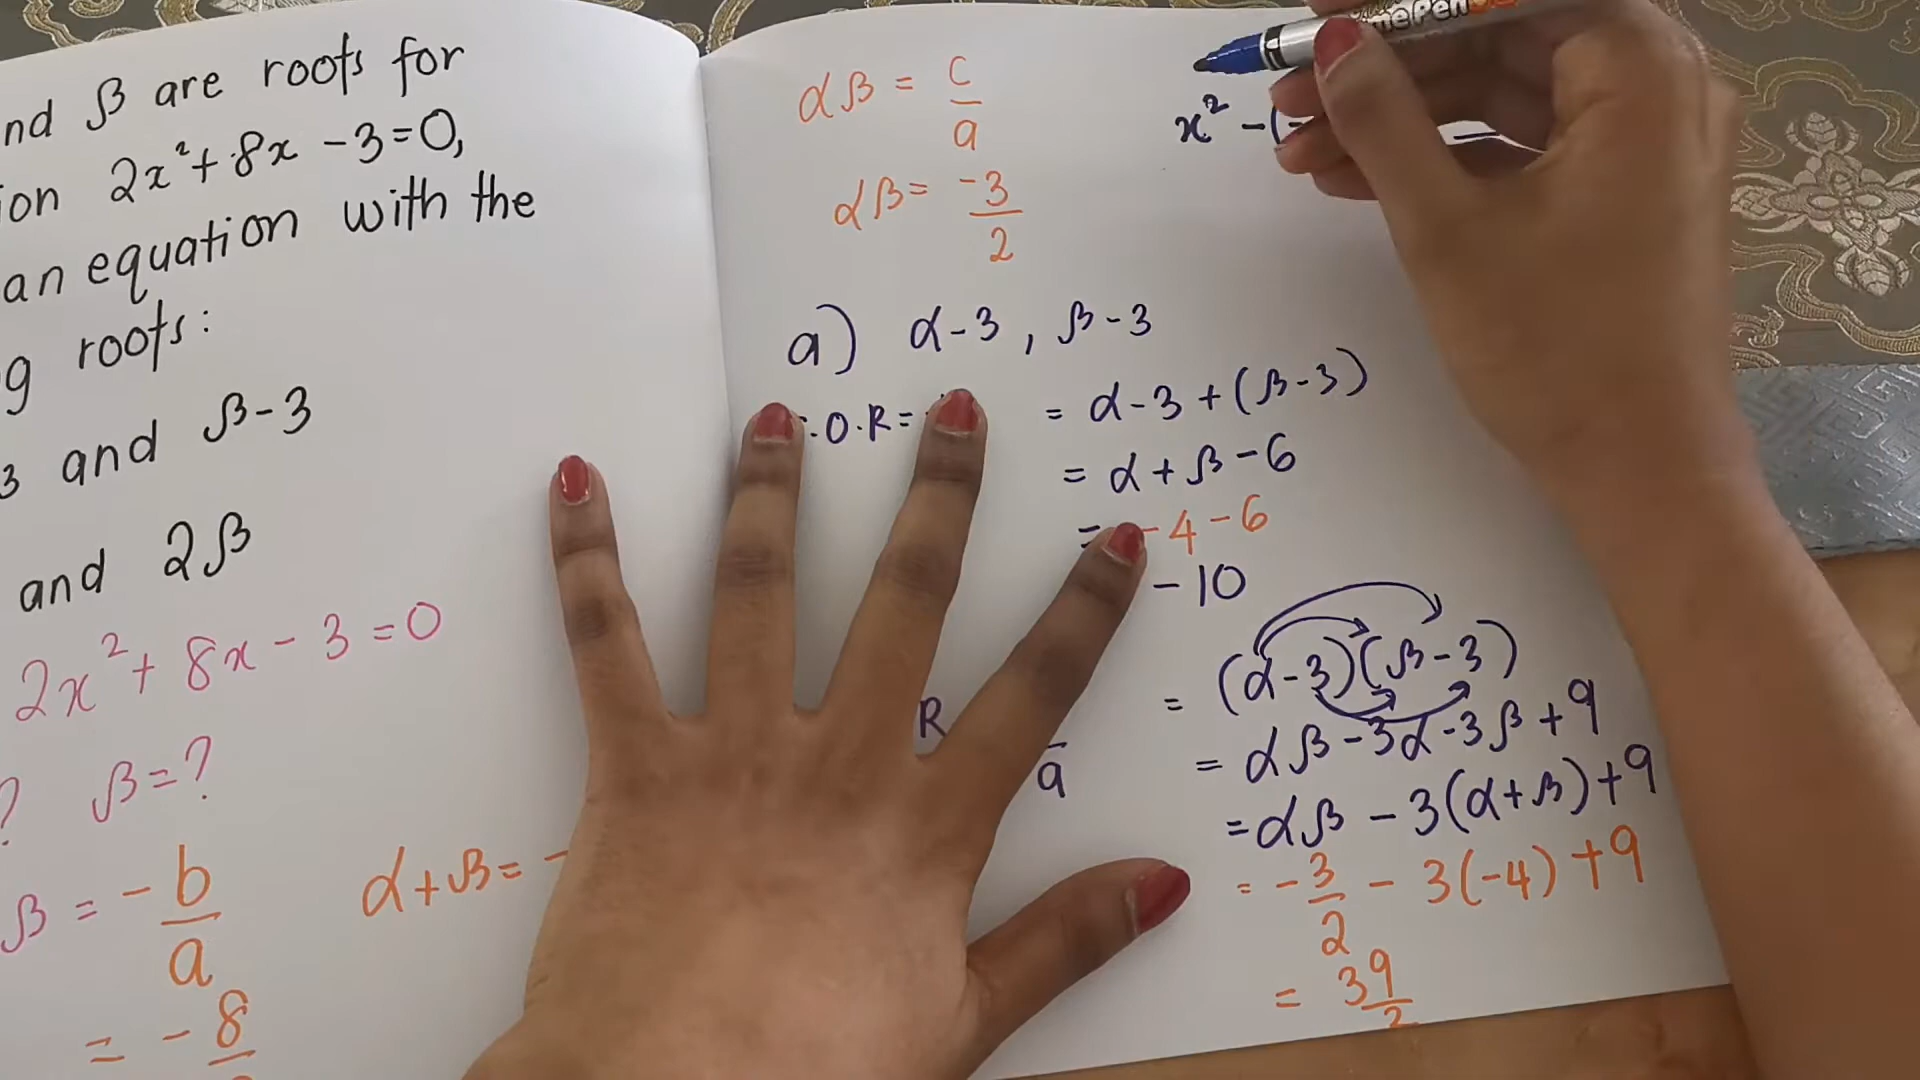 nd β are roots for
ion 2x²+8x-3=0,
an equation with the
g roots:
3 and β-3
and 2β
2x²+8x-3=0
? β=?
β = -b/a
α+β = -
= -8
αβ = c/a
αβ = -3/2
a) α-3, β-3
.O.R =
= α-3+(β-3)
= α+β-6
= -4-6
-10
R
a
= (α-3)(β-3)
= αβ-3α-3β+9
= αβ-3(α+β)+9
= -3/2 - 3(-4)+9
= 39/2
x² -(-